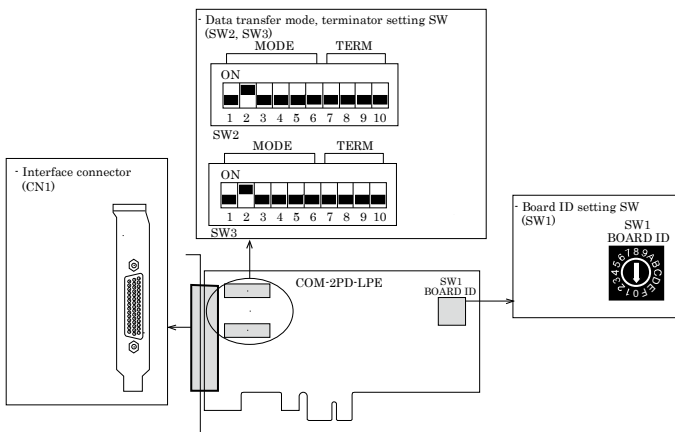 - Data transfer mode, terminator setting SW
(SW2, SW3)
MODE TERM
ON
1 2 3 4 5 6 7 8 9 10
SW2
MODE TERM
ON
1 2 3 4 5 6 7 8 9 10
SW3
- Interface connector
(CN1)
COM-2PD-LPE
SW1
BOARD ID
- Board ID setting SW
(SW1)
SW1
BOARD ID
0123456789ABCDEF